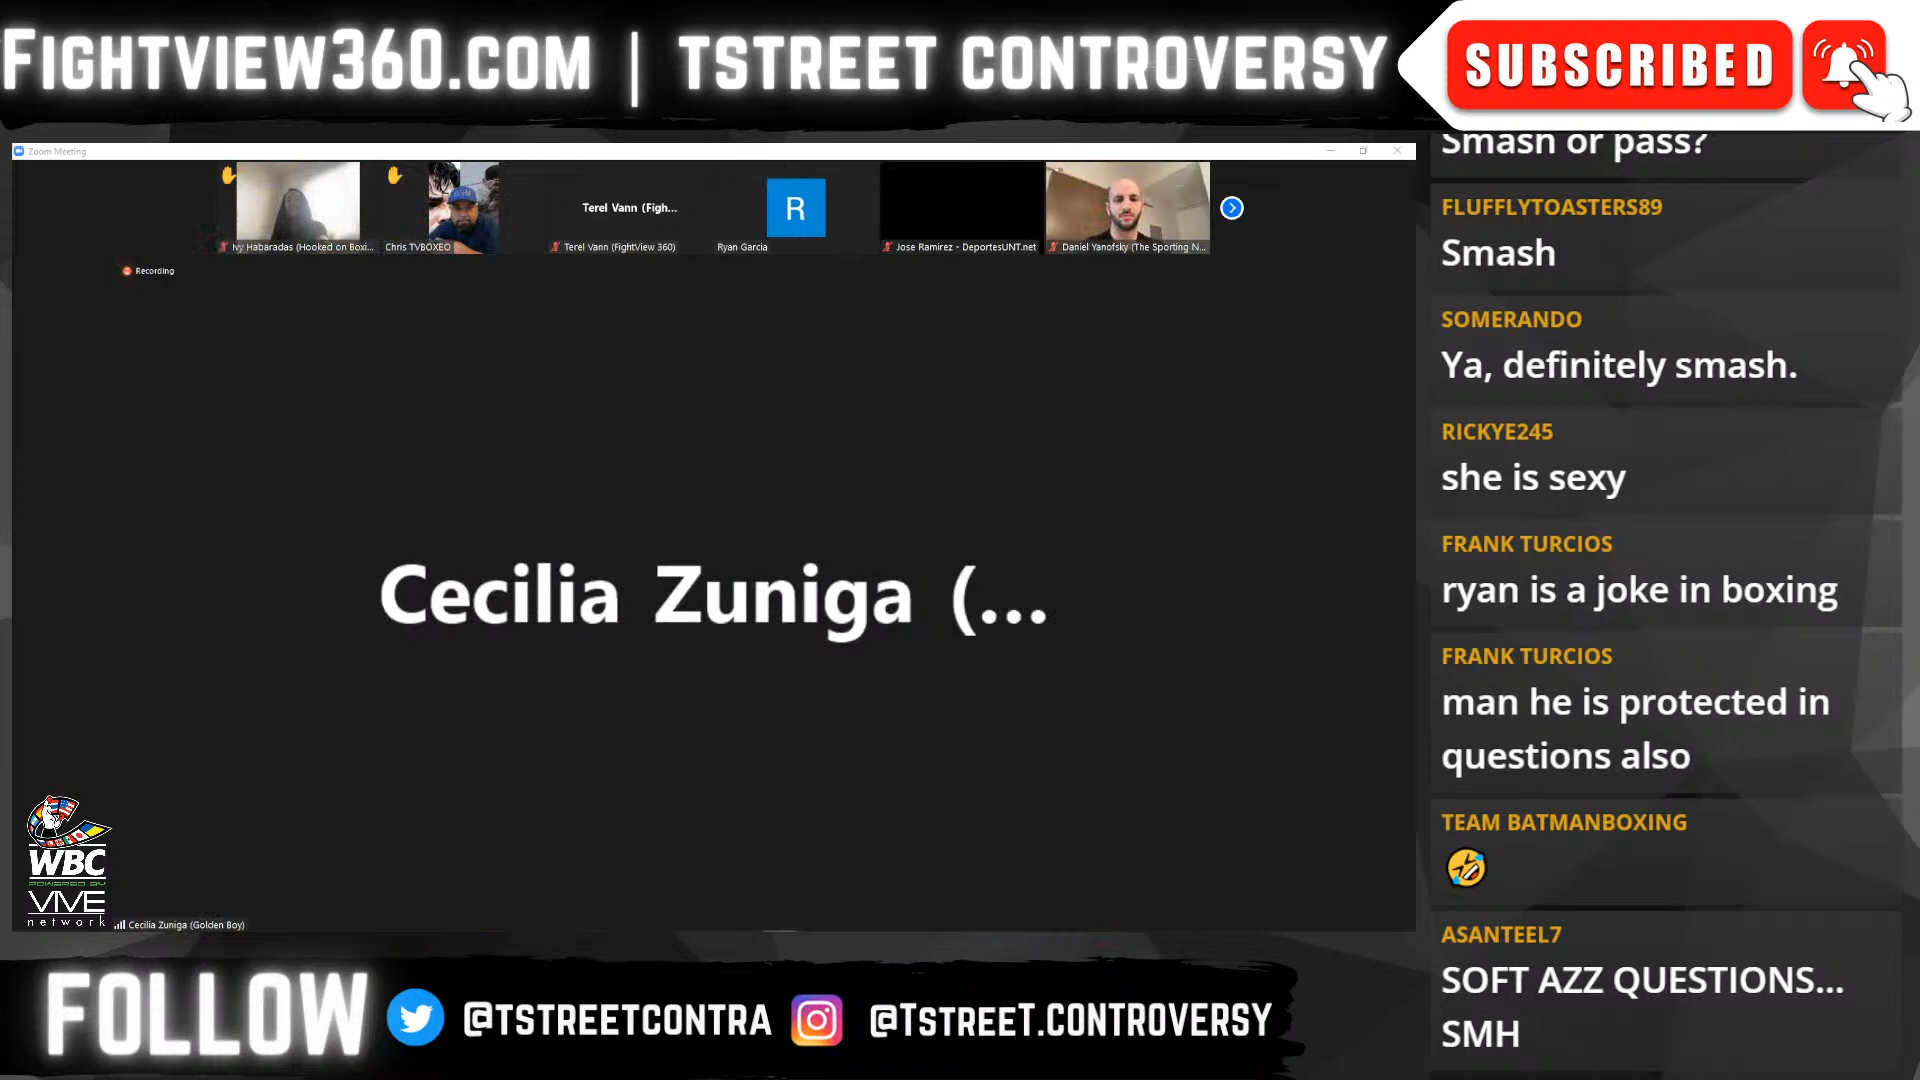 FIGHTVIEW360.COM | TSTREET CONTROVERSY
SUBSCRIBED
Zoom Meeting
Terel Vann (Figh...
R
Ivy Habaradas (Hooked on Boxi...
Chris TVBOXEO
Terel Vann (FightView 360)
Ryan Garcia
Jose Ramirez - DeportesUNT.net
Daniel Yanofsky (The Sporting N...
Recording
Cecilia Zuniga (...
WBC
POWERED BY
VIVE
network
Cecilia Zuniga (Golden Boy)
Smash or pass?
FLUFFLYTOASTERS89
Smash
SOMERANDO
Ya, definitely smash.
RICKYE245
she is sexy
FRANK TURCIOS
ryan is a joke in boxing
FRANK TURCIOS
man he is protected in
questions also
TEAM BATMANBOXING
🤣
ASANTEEL7
SOFT AZZ QUESTIONS...
SMH
FOLLOW @TSTREETCONTRA @TSTREET.CONTROVERSY